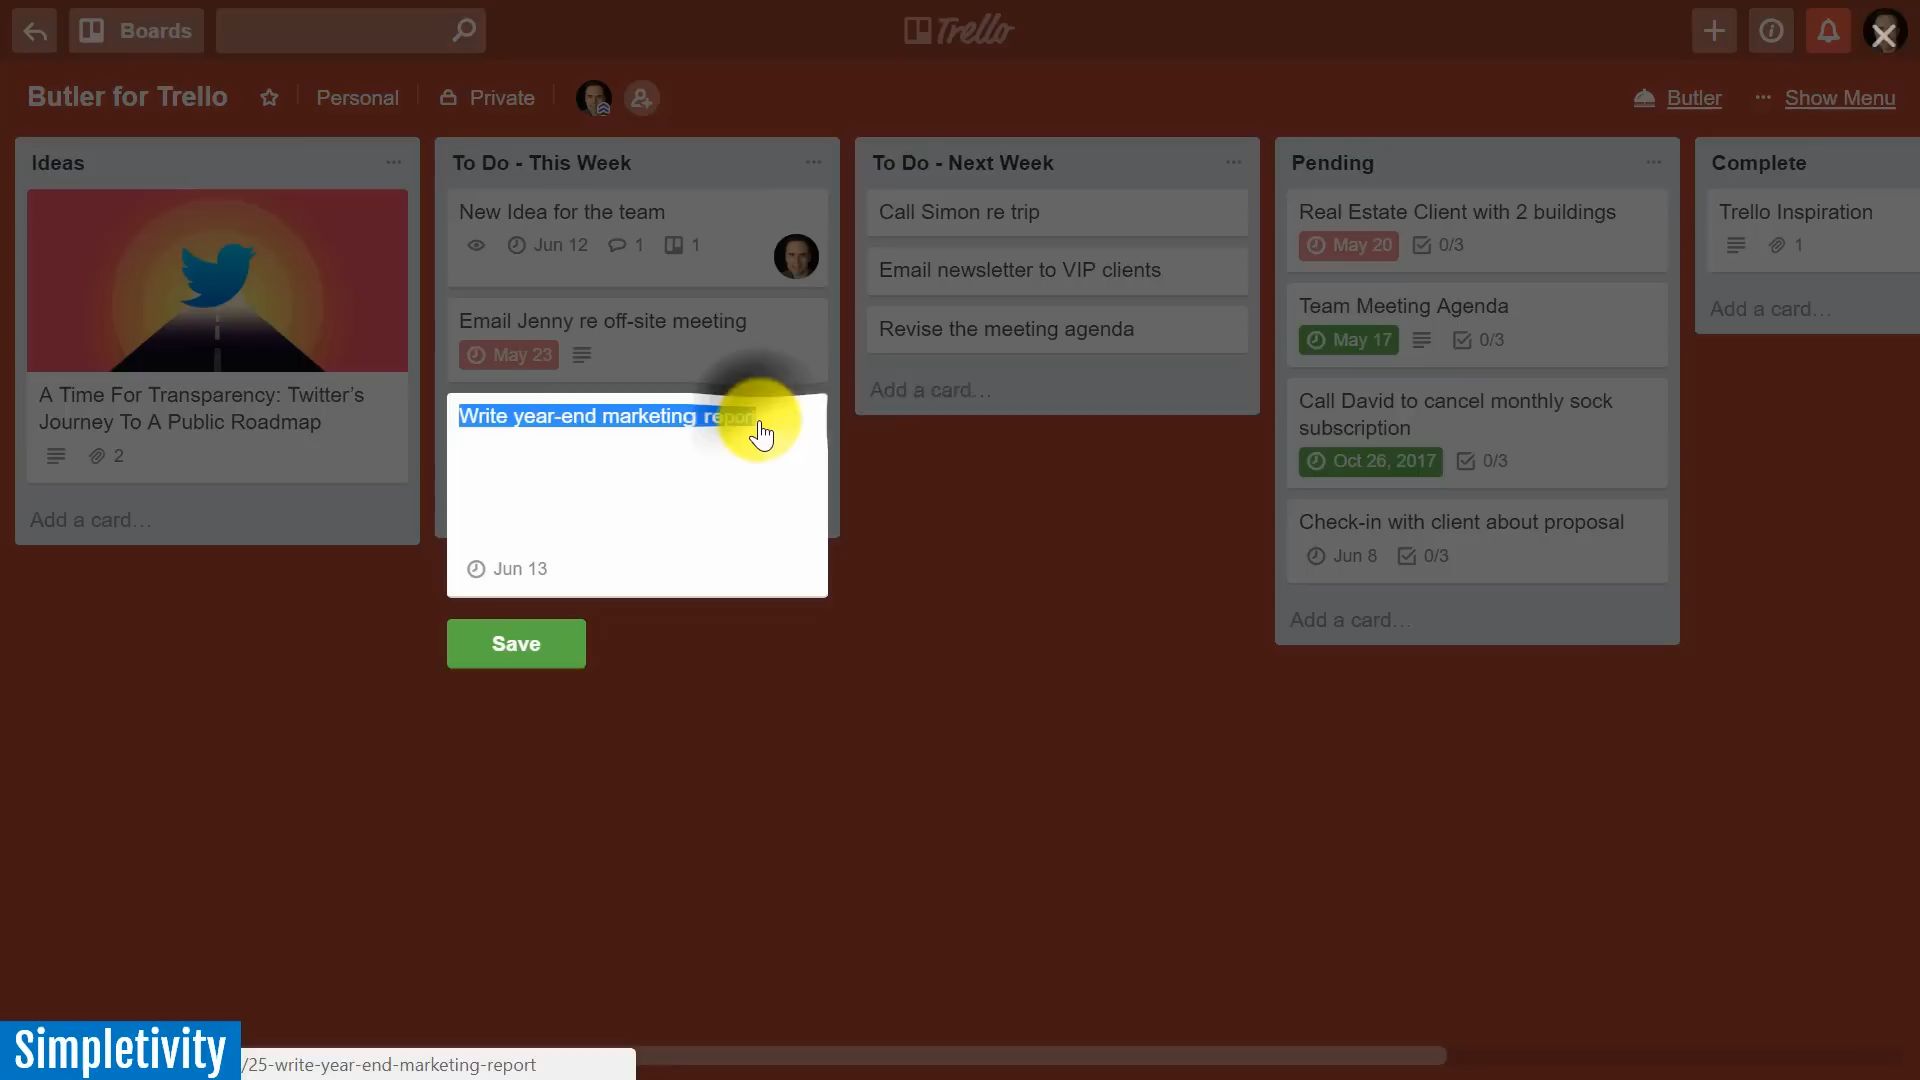 Boards
Trello
Butler for Trello
Personal
Private
Butler
Show Menu
Ideas
A Time For Transparency: Twitter's
Journey To A Public Roadmap
2
Add a card…
To Do - This Week
New Idea for the team
Jun 12
1
1
Email Jenny re off-site meeting
May 23
Write year-end marketing report
Jun 13
Save
To Do - Next Week
Call Simon re trip
Email newsletter to VIP clients
Revise the meeting agenda
Add a card…
Pending
Real Estate Client with 2 buildings
May 20
0/3
Team Meeting Agenda
May 17
0/3
Call David to cancel monthly sock
subscription
Oct 26, 2017
0/3
Check-in with client about proposal
Jun 8
0/3
Add a card…
Complete
Trello Inspiration
1
Add a card…
Simpletivity
/25-write-year-end-marketing-report